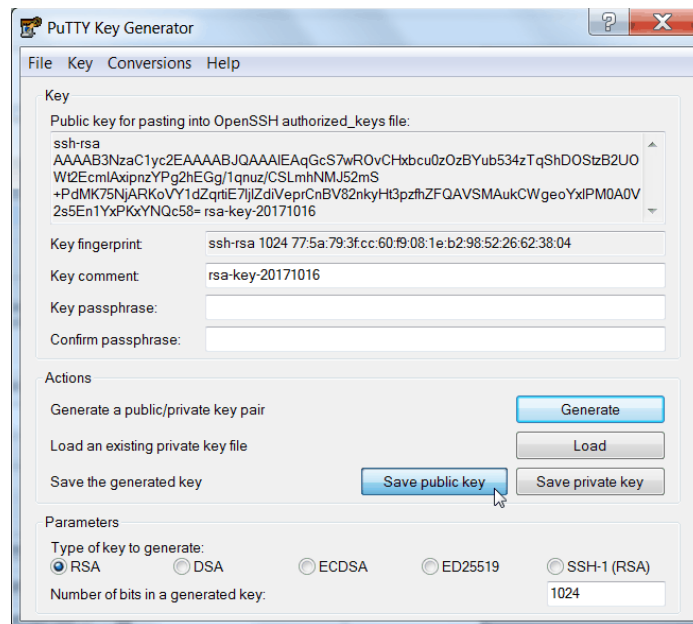 PuTTY Key Generator
File Key Conversions Help
Key
Public key for pasting into OpenSSH authorized_keys file:
ssh-rsa
AAAAB3NzaC1yc2EAAAABJQAAAIEAqGcS7wROvCHxbcu0zOzBYub534zTqShDOStzB2UO
Wt2EcmIAxipnzYPg2hEGg/1qnuz/CSLmhNMJ52mS
+PdMK75NjARKoVY1dZqrtiE7ljlZdiVeprCnBV82nkyHt3pzfhZFQAVSMAukCWgeoYxlPM0A0V
2s5En1YxPKxYNQc58= rsa-key-20171016
Key fingerprint: ssh-rsa 1024 77:5a:79:3f:cc:60:f9:08:1e:b2:98:52:26:62:38:04
Key comment: rsa-key-20171016
Key passphrase:
Confirm passphrase:
Actions
Generate a public/private key pair Generate
Load an existing private key file Load
Save the generated key Save public key Save private key
Parameters
Type of key to generate:
RSA DSA ECDSA ED25519 SSH-1 (RSA)
Number of bits in a generated key: 1024